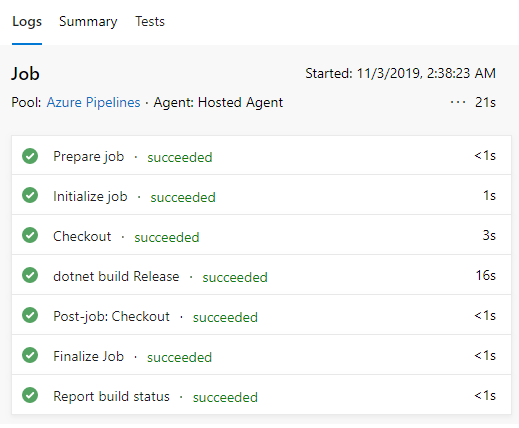 Logs Summary Tests
Job Started: 11/3/2019, 2:38:23 AM
Pool: Azure Pipelines · Agent: Hosted Agent ··· 21s
Prepare job · succeeded <1s
Initialize job · succeeded 1s
Checkout · succeeded 3s
dotnet build Release · succeeded 16s
Post-job: Checkout · succeeded <1s
Finalize Job · succeeded <1s
Report build status · succeeded <1s